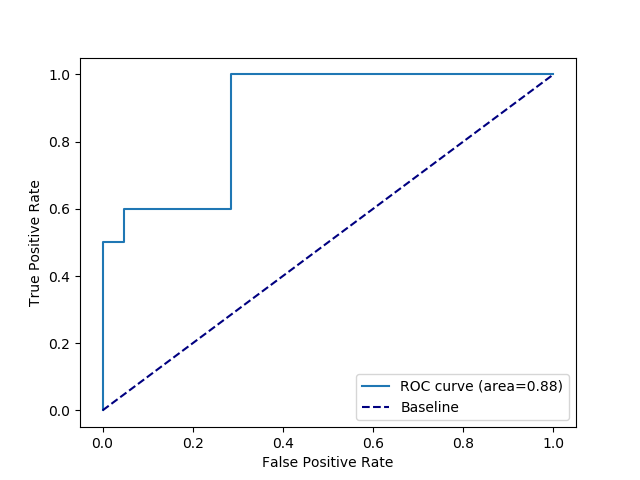 1.0
0.8
0.6
0.4
0.2
0.0
True Positive Rate
ROC curve (area=0.88)
Baseline
0.0 0.2 0.4 0.6 0.8 1.0
False Positive Rate